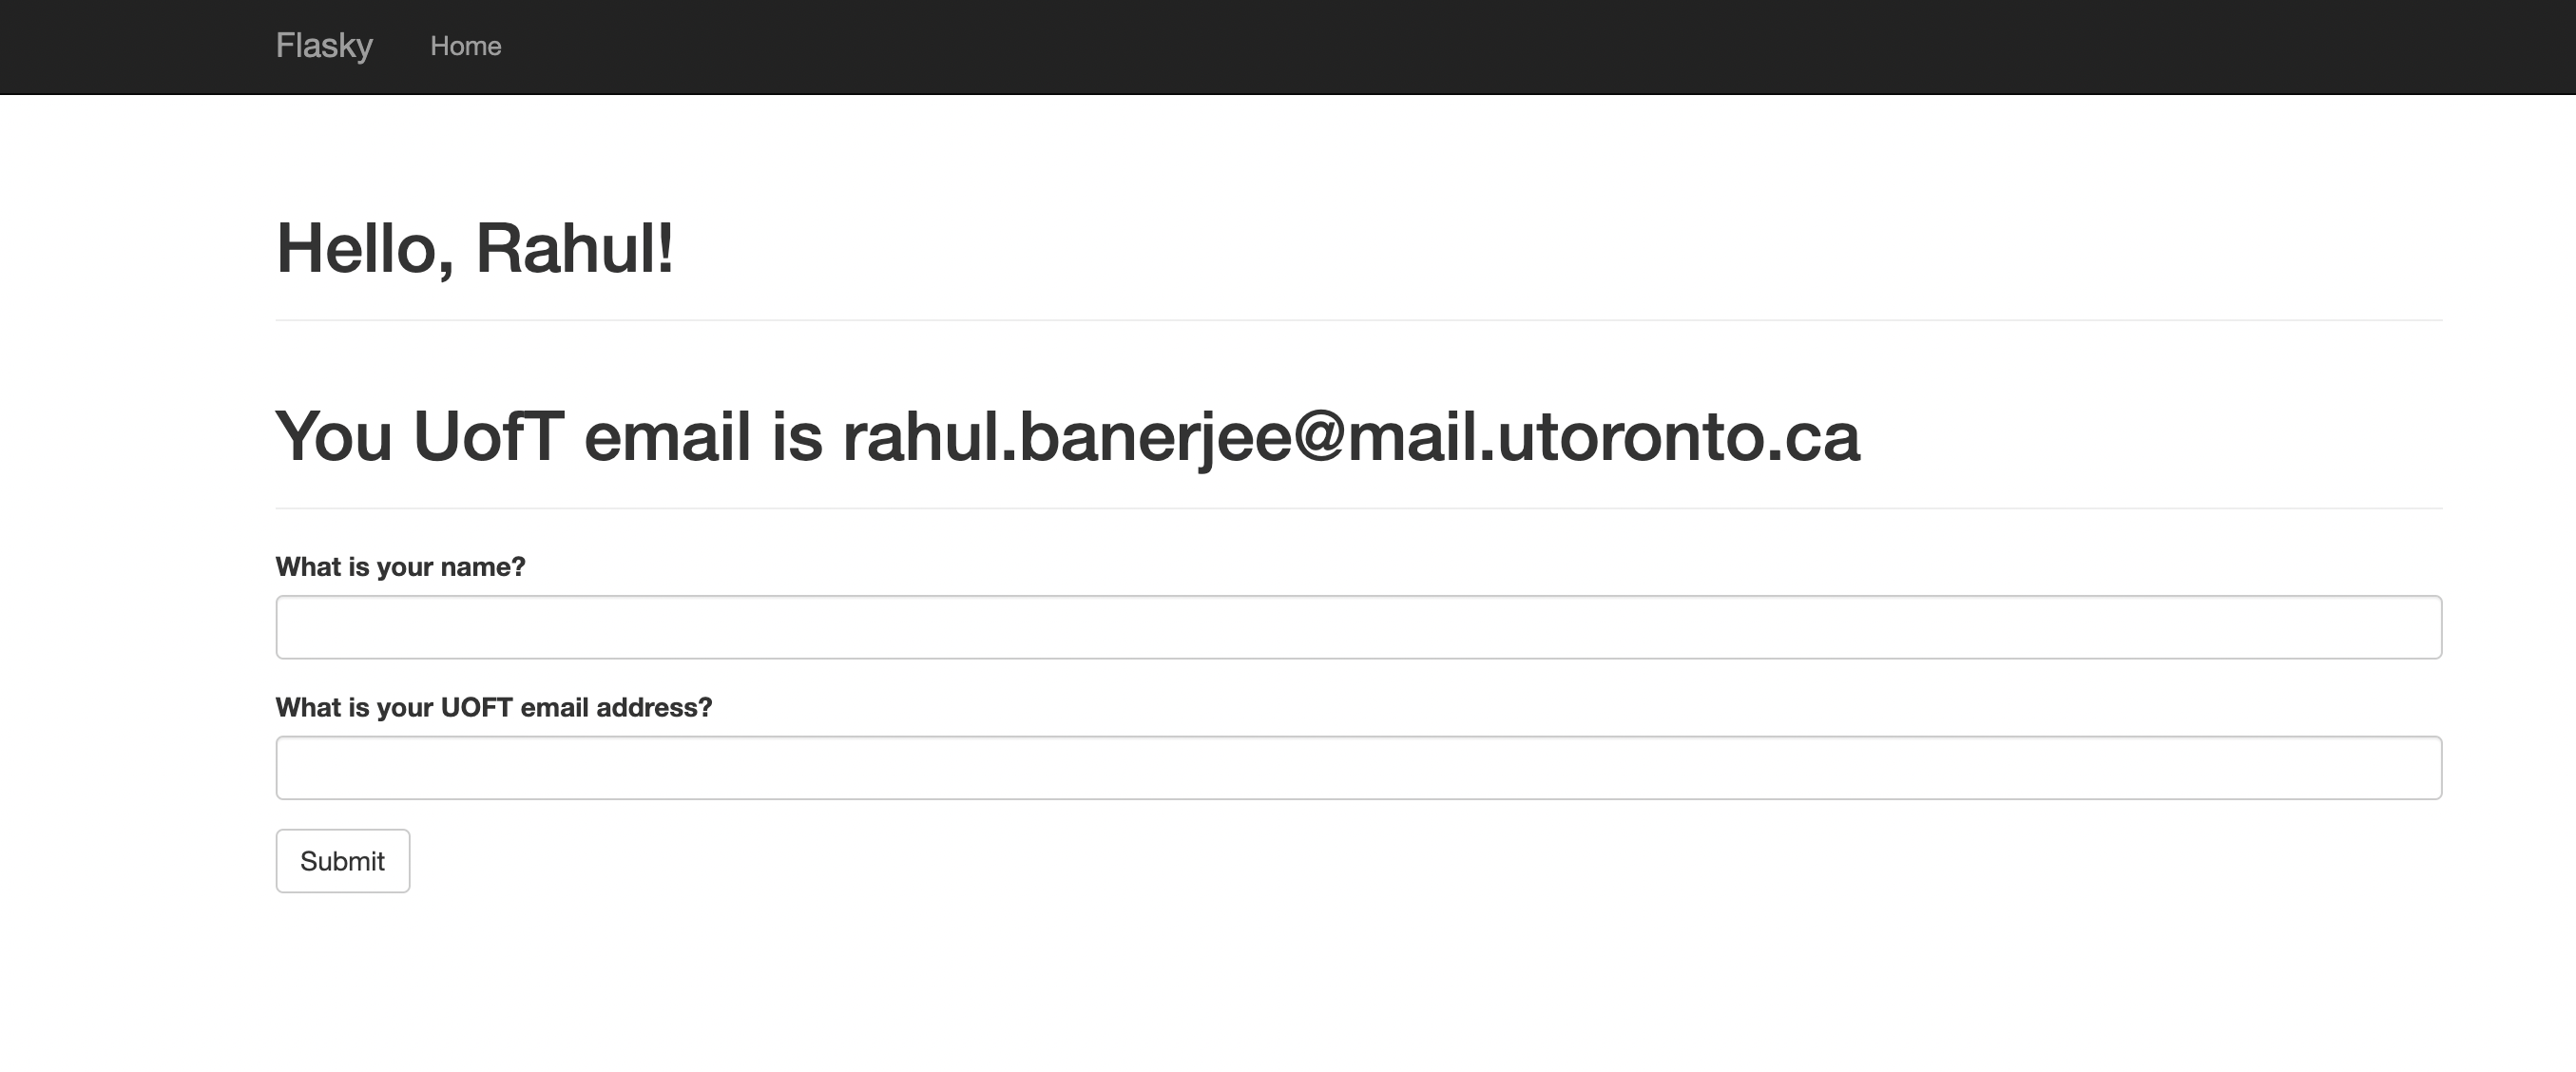 Flasky Home
Hello, Rahul!
You UofT email is rahul.banerjee@mail.utoronto.ca
What is your name?
What is your UOFT email address?
Submit